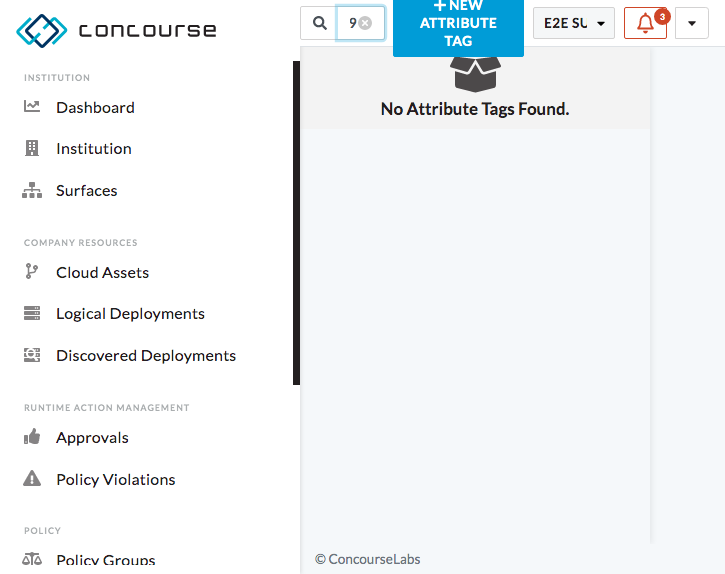 concourse
9
NEW
ATTRIBUTE
TAG
E2E SU
3
INSTITUTION
Dashboard
Institution
Surfaces
COMPANY RESOURCES
Cloud Assets
Logical Deployments
Discovered Deployments
RUNTIME ACTION MANAGEMENT
Approvals
Policy Violations
POLICY
Policy Groups
No Attribute Tags Found.
© ConcourseLabs